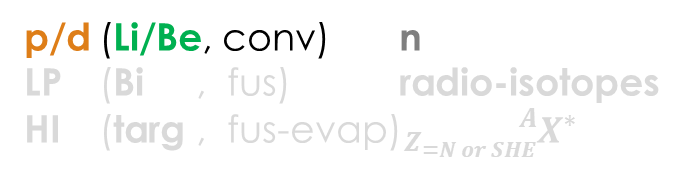 p/d (Li/Be, conv) n
LP (Bi , fus) radio-isotopes
HI (targ , fus-evap) _{Z=N or SHE}^{A}X^{*}